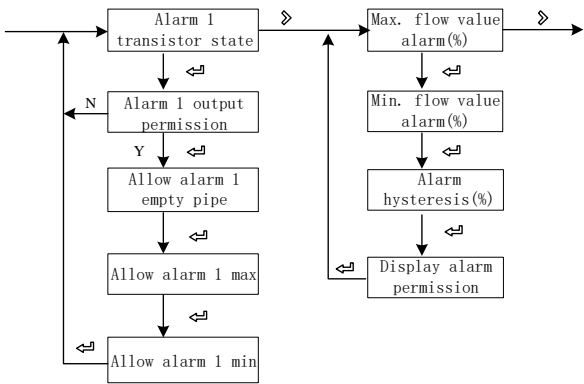 Alarm 1
transistor state
Alarm 1 output
permission
N
Y
Allow alarm 1
empty pipe
Allow alarm 1 max
Allow alarm 1 min
Max. flow value
alarm(%)
Min. flow value
alarm(%)
Alarm
hysteresis(%)
Display alarm
permission